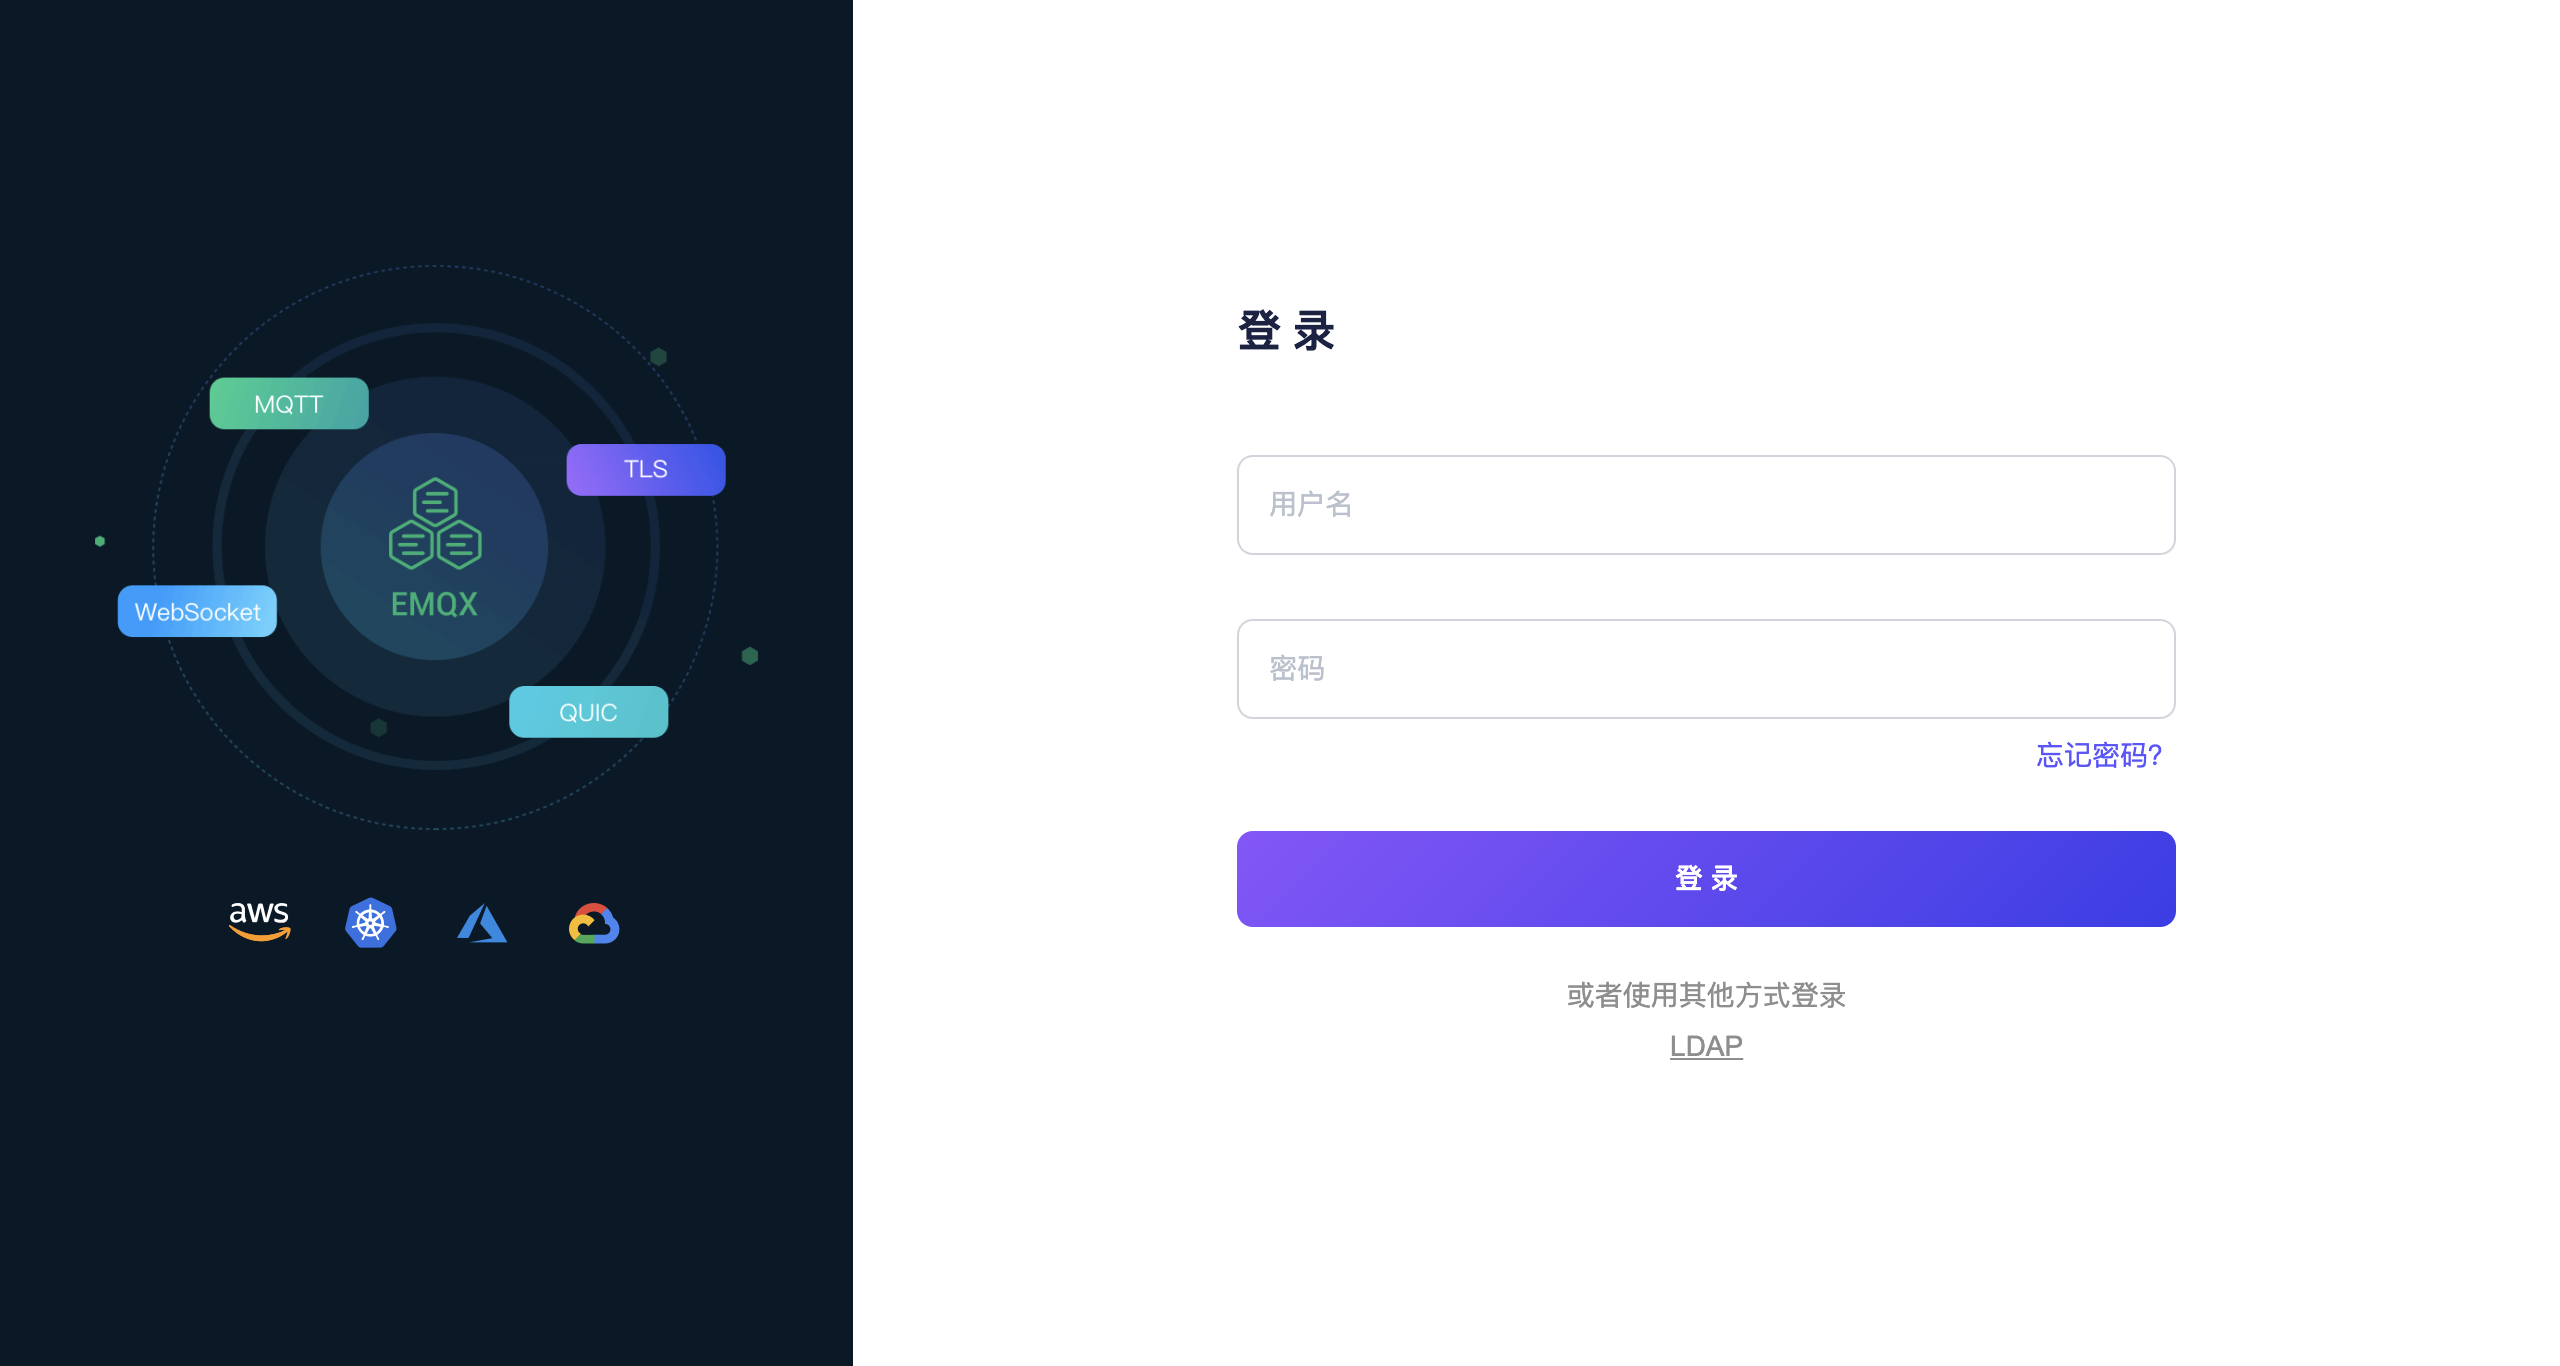 MQTT
TLS
EMQX
WebSocket
QUIC
aws
登 录
用户名
密码
忘记密码?
登 录
或者使用其他方式登录
LDAP